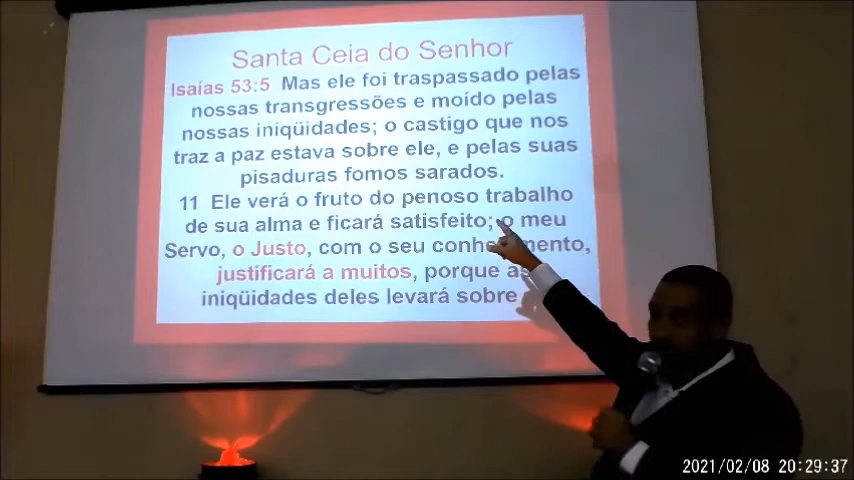 Santa Ceia do Senhor
Isaías 53:5 Mas ele foi traspassado pelas
nossas transgressões e moído pelas
nossas iniqüidades; o castigo que nos
traz a paz estava sobre ele, e pelas suas
pisaduras fomos sarados.
11 Ele verá o fruto do penoso trabalho
de sua alma e ficará satisfeito; o meu
Servo, o Justo, com o seu
justificará a muitos, porque as
iniqüidades deles levará sobre
2021/02/08 20:29:37